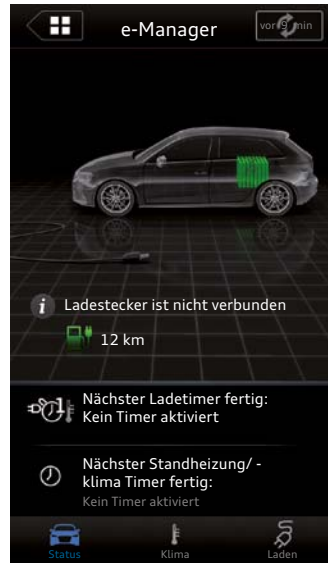 e-Manager
vor 9 min
Ladestecker ist nicht verbunden
12 km
Nächster Ladetimer fertig:
Kein Timer aktiviert
Nächster Standheizung/ -
klima Timer fertig:
Kein Timer aktiviert
Status
Klima
Laden